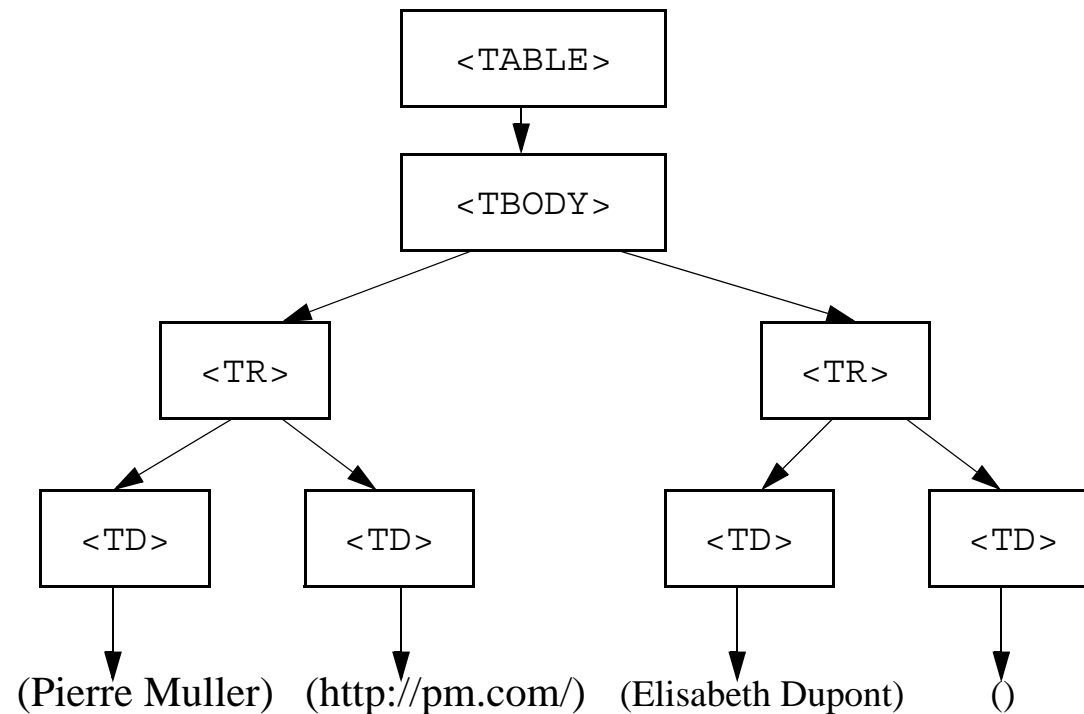 <TABLE>
<TBODY>
<TR> <TR>
<TD> <TD> <TD> <TD>
(Pierre Muller) (http://pm.com/) (Elisabeth Dupont) ()